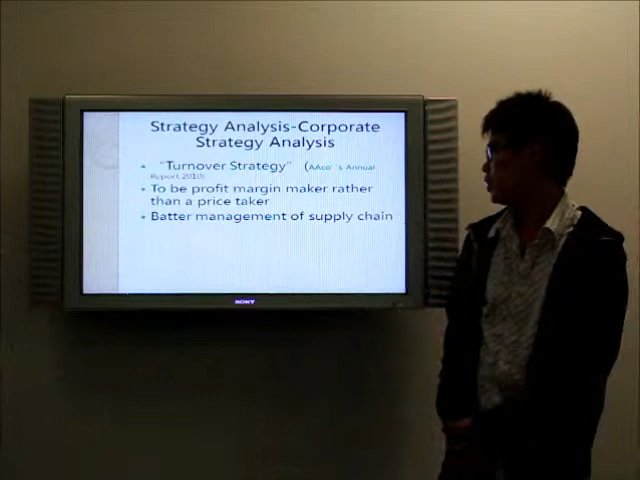 Strategy Analysis-Corporate
Strategy Analysis
"Turnover Strategy" (AAco's Annual
Report 2010)
To be profit margin maker rather
than a price taker
Batter management of supply chain
SONY